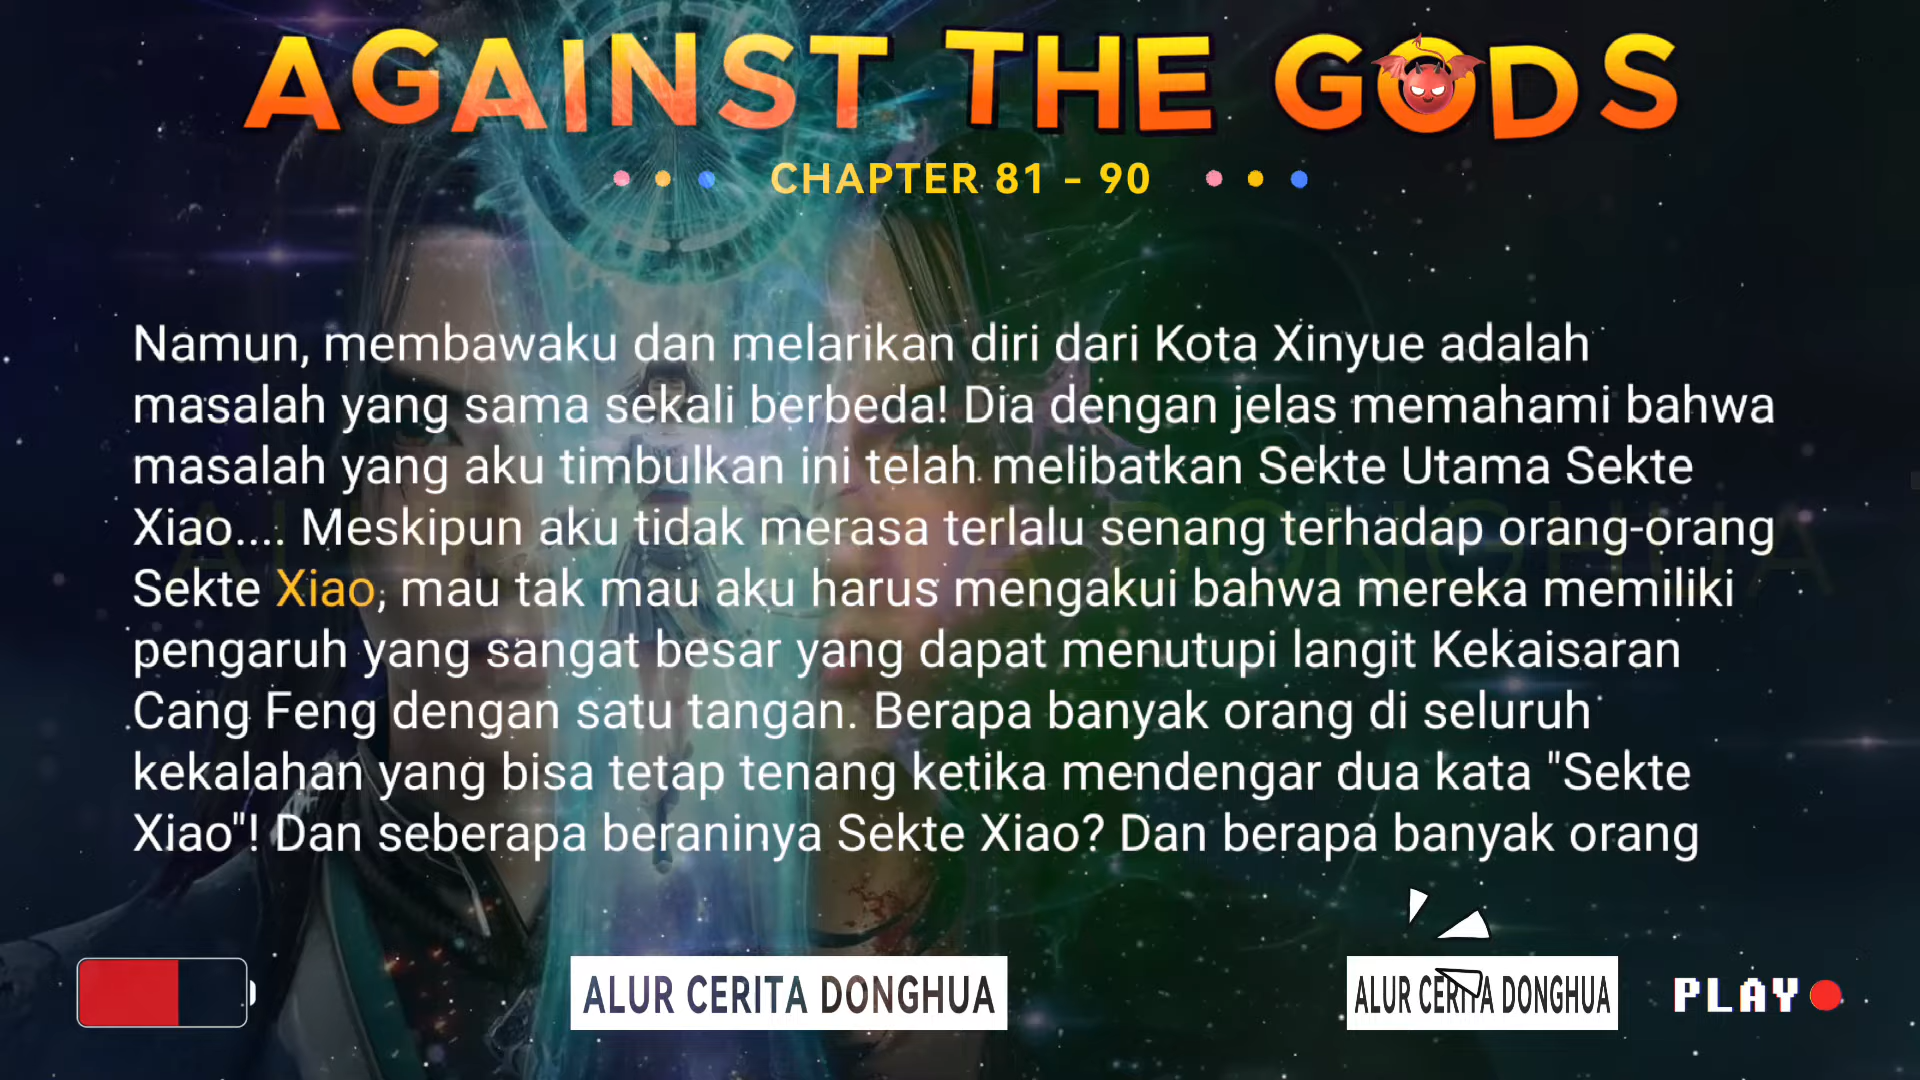 AGAINST THE GODS
CHAPTER 81 - 90
Namun, membawaku dan melarikan diri dari Kota Xinyue adalah
masalah yang sama sekali berbeda! Dia dengan jelas memahami bahwa
masalah yang aku timbulkan ini telah melibatkan Sekte Utama Sekte
Xiao.... Meskipun aku tidak merasa terlalu senang terhadap orang-orang
Sekte Xiao, mau tak mau aku harus mengakui bahwa mereka memiliki
pengaruh yang sangat besar yang dapat menutupi langit Kekaisaran
Cang Feng dengan satu tangan. Berapa banyak orang di seluruh
kekalahan yang bisa tetap tenang ketika mendengar dua kata "Sekte
Xiao"! Dan seberapa beraninya Sekte Xiao? Dan berapa banyak orang
ALUR CERITA DONGHUA
ALUR CERITA DONGHUA
PLAY